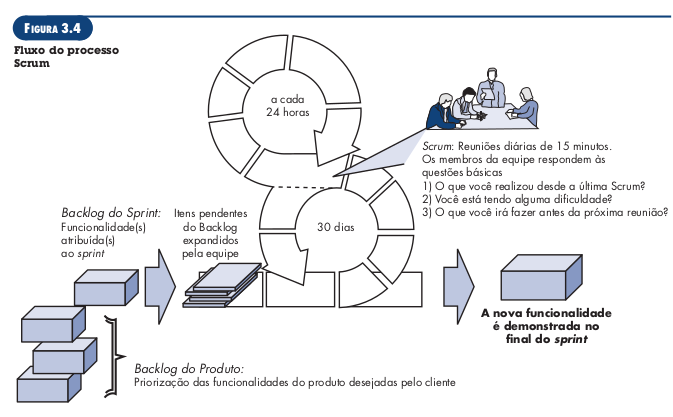 FIGURA 3.4
Fluxo do processo
Scrum
a cada
24 horas
Scrum: Reuniões diárias de 15 minutos.
Os membros da equipe respondem às
questões básicas
1) O que você realizou desde a última Scrum?
2) Você está tendo alguma dificuldade?
3) O que você irá fazer antes da próxima reunião?
Backlog do Sprint:
Funcionalidade(s)
atribuída(s)
ao sprint
Itens pendentes
do Backlog
expandidos
pela equipe
30 dias
A nova funcionalidade
é demonstrada no
final do sprint
Backlog do Produto:
Priorização das funcionalidades do produto desejadas pelo cliente